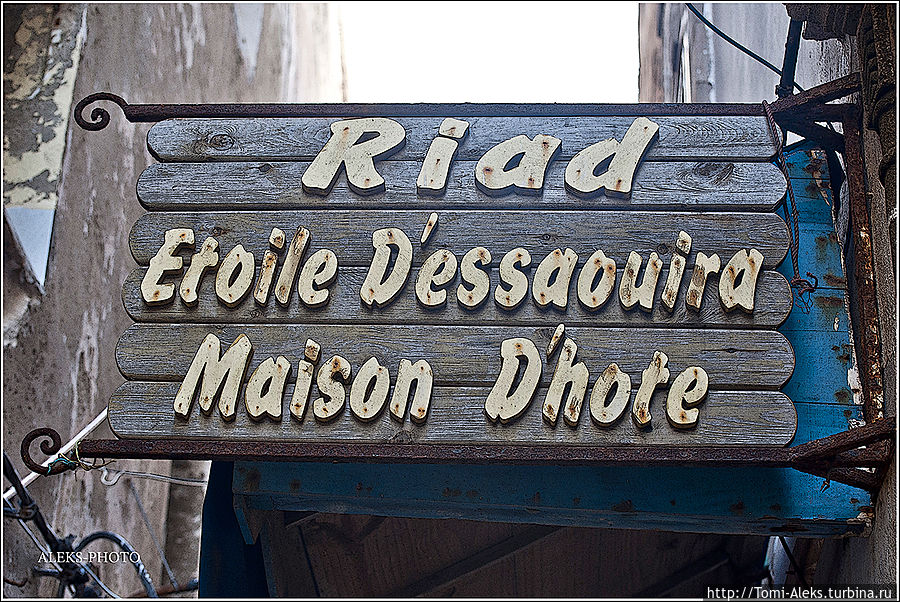 Riad
Etoile D'essaouira
Maison D'hote
ALEKS-PHOTO
http://Tomi-Aleks.turbina.ru